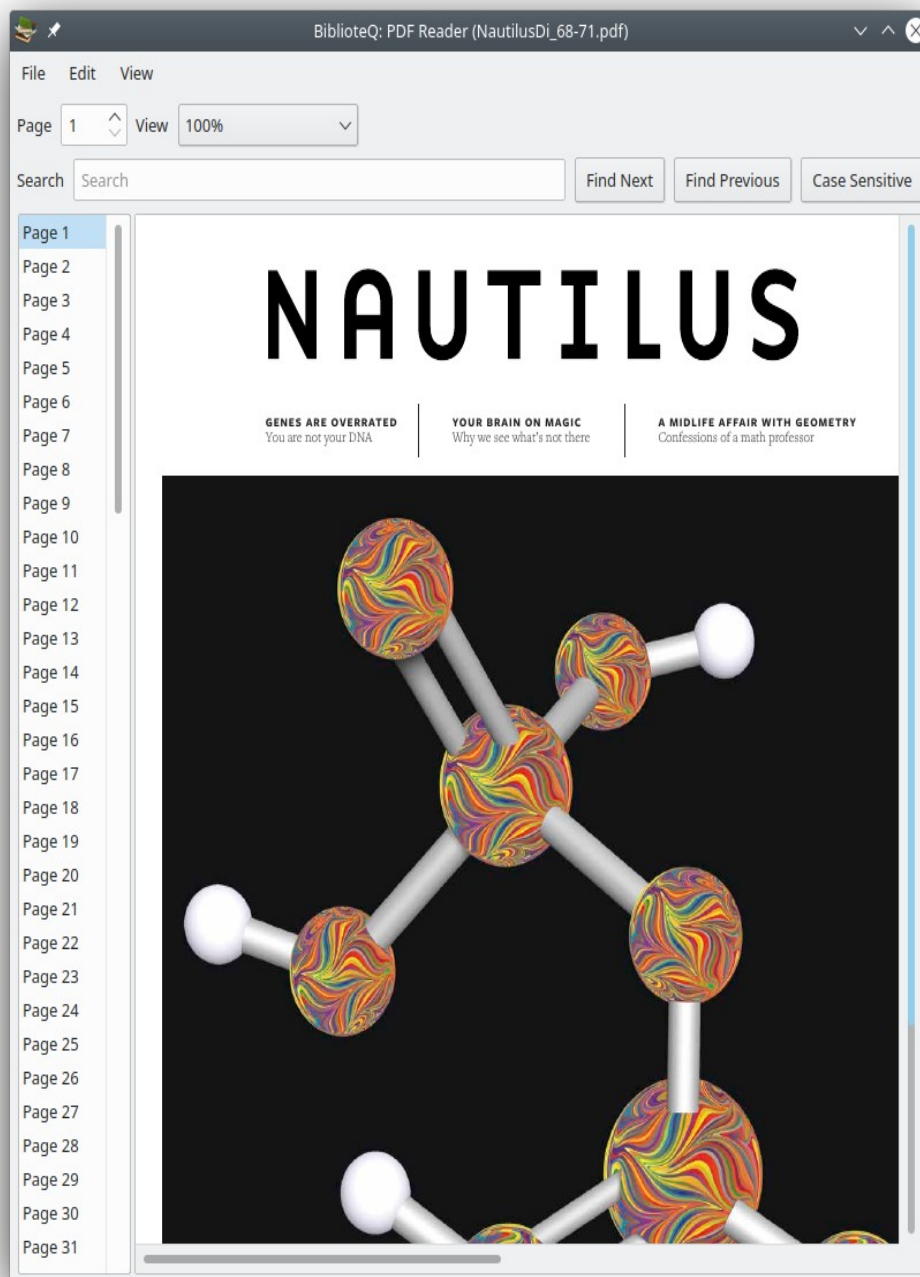 BiblioteQ: PDF Reader (NautilusDi_68-71.pdf)
File Edit View
Page 1 View 100%
Search Search Find Next Find Previous Case Sensitive
Page 1
Page 2
Page 3
Page 4
Page 5
Page 6
Page 7
Page 8
Page 9
Page 10
Page 11
Page 12
Page 13
Page 14
Page 15
Page 16
Page 17
Page 18
Page 19
Page 20
Page 21
Page 22
Page 23
Page 24
Page 25
Page 26
Page 27
Page 28
Page 29
Page 30
Page 31
NAUTILUS
GENES ARE OVERRATED
You are not your DNA
YOUR BRAIN ON MAGIC
Why we see what's not there
A MIDLIFE AFFAIR WITH GEOMETRY
Confessions of a math professor